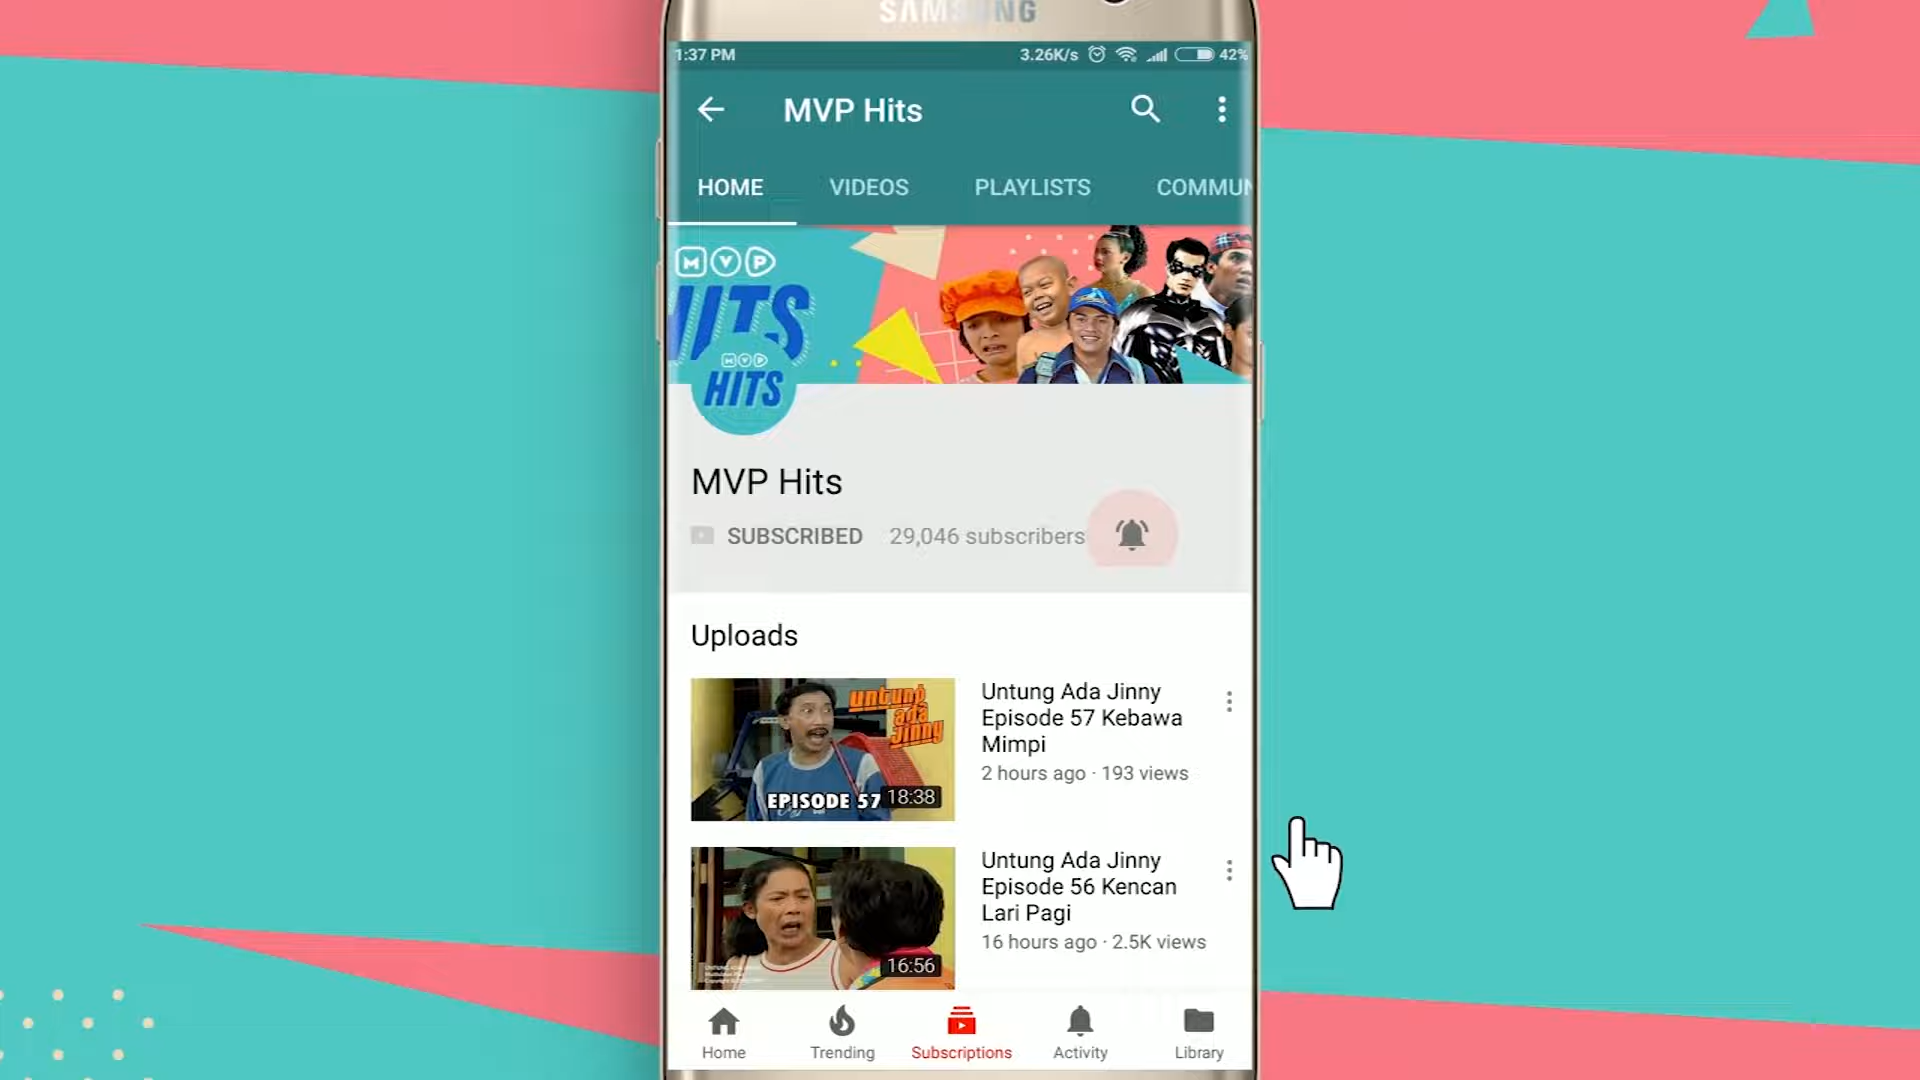 SAMSUNG
1:37 PM
3.26K/s
42%
MVP Hits
HOME
VIDEOS
PLAYLISTS
COMMUN
MVP
HITS
MVP
HITS
MVP Hits
SUBSCRIBED
29,046 subscribers
Uploads
untung
ada
Jinny
EPISODE 57
18:38
Untung Ada Jinny
Episode 57 Kebawa
Mimpi
2 hours ago · 193 views
16:56
Untung Ada Jinny
Episode 56 Kencan
Lari Pagi
16 hours ago · 2.5K views
Home
Trending
Subscriptions
Activity
Library